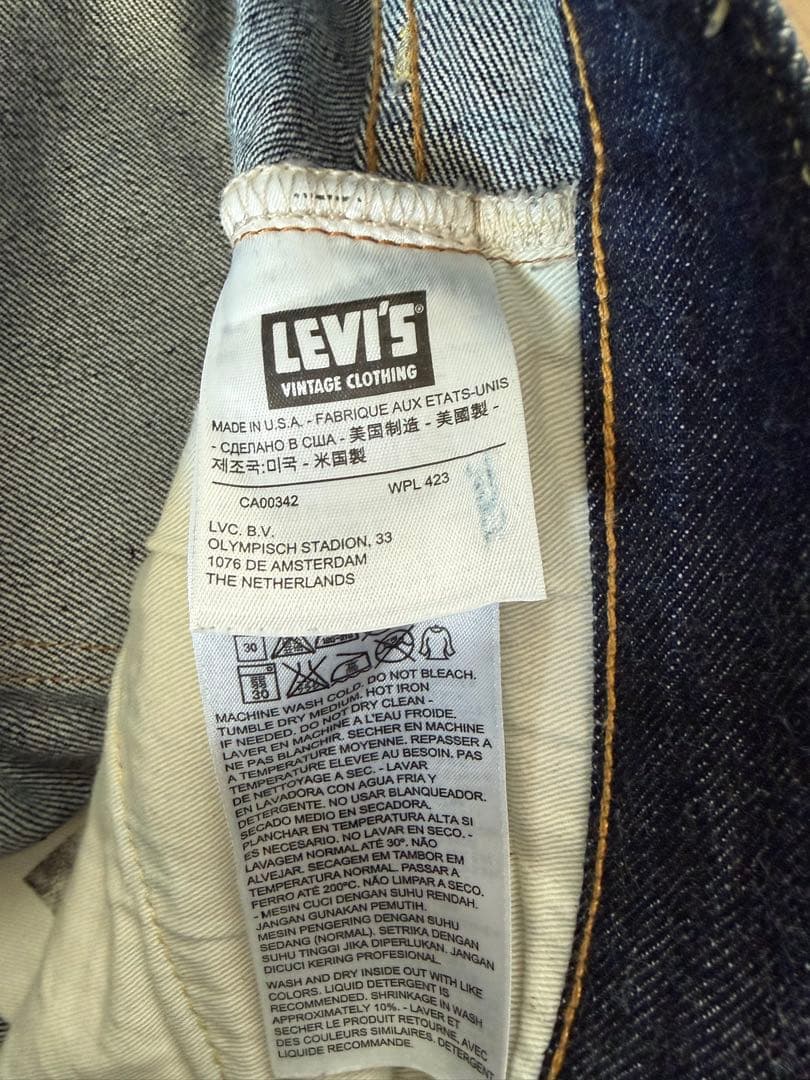 LEVI'S®
VINTAGE CLOTHING
MADE IN U.S.A. - FABRIQUE AUX ETATS-UNIS
- СДЕЛАНО В США - 美国制造 - 美國製 -
제조국:미국 - 米国製
CA00342 WPL 423
LVC. B.V.
OLYMPISCH STADION, 33
1076 DE AMSTERDAM
THE NETHERLANDS
30
30
MACHINE WASH COLD. DO NOT BLEACH.
TUMBLE DRY MEDIUM. HOT IRON
IF NEEDED. DO NOT DRY CLEAN -
LAVER EN MACHINE A L'EAU FROIDE.
NE PAS BLANCHIR. SECHER EN MACHINE
A TEMPERATURE MOYENNE. REPASSER A
TEMPERATURE ELEVEE AU BESOIN. PAS
DE NETTOYAGE A SEC. - LAVAR
EN LAVADORA CON AGUA FRIA Y
DETERGENTE. NO USAR BLANQUEADOR.
SECADO MEDIO EN SECADORA.
PLANCHAR EN TEMPERATURA ALTA SI
ES NECESARIO. NO LAVAR EN SECO. -
LAVAGEM NORMAL ATÉ 30°. NÃO
ALVEJAR. SECAGEM EM TAMBOR EM
TEMPERATURA NORMAL. PASSAR A
FERRO ATÉ 200°C. NÃO LIMPAR A SECO.
- MESIN CUCI DENGAN SUHU RENDAH.
JANGAN GUNAKAN PEMUTIH.
MESIN PENGERING DENGAN SUHU
SEDANG (NORMAL). SETRIKA DENGAN
SUHU TINGGI JIKA DIPERLUKAN. JANGAN
DICUCI KERING PROFESIONAL.
WASH AND DRY INSIDE OUT WITH LIKE
COLORS. LIQUID DETERGENT IS
RECOMMENDED. SHRINKAGE IN WASH
APPROXIMATELY 10%. - LAVER ET
SECHER LE PRODUIT RETOURNE, AVEC
DES COULEURS SIMILAIRES. DETERGENT
LIQUIDE RECOMMANDE.